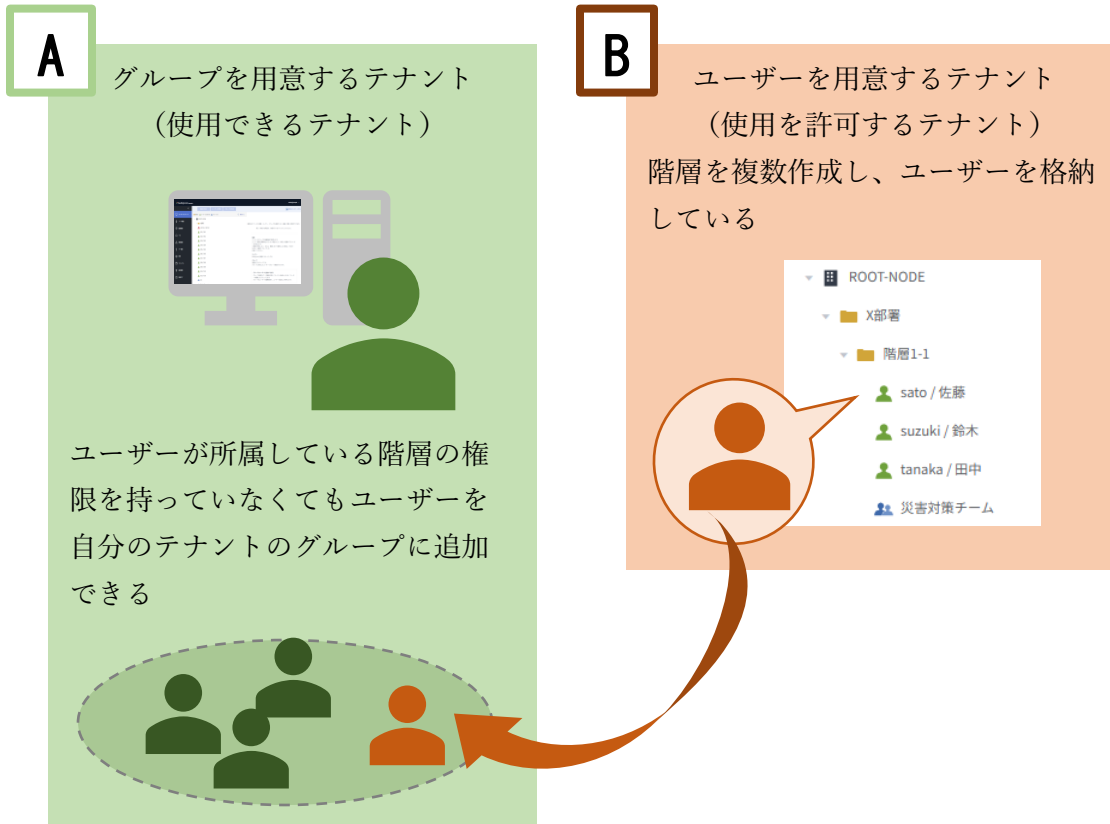 A
グループを用意するテナント
（使用できるテナント）
ユーザーが所属している階層の権
限を持っていなくてもユーザーを
自分のテナントのグループに追加
できる
B
ユーザーを用意するテナント
（使用を許可するテナント）
階層を複数作成し、ユーザーを格納
している
ROOT-NODE
X部署
階層1-1
sato / 佐藤
suzuki / 鈴木
tanaka / 田中
災害対策チーム